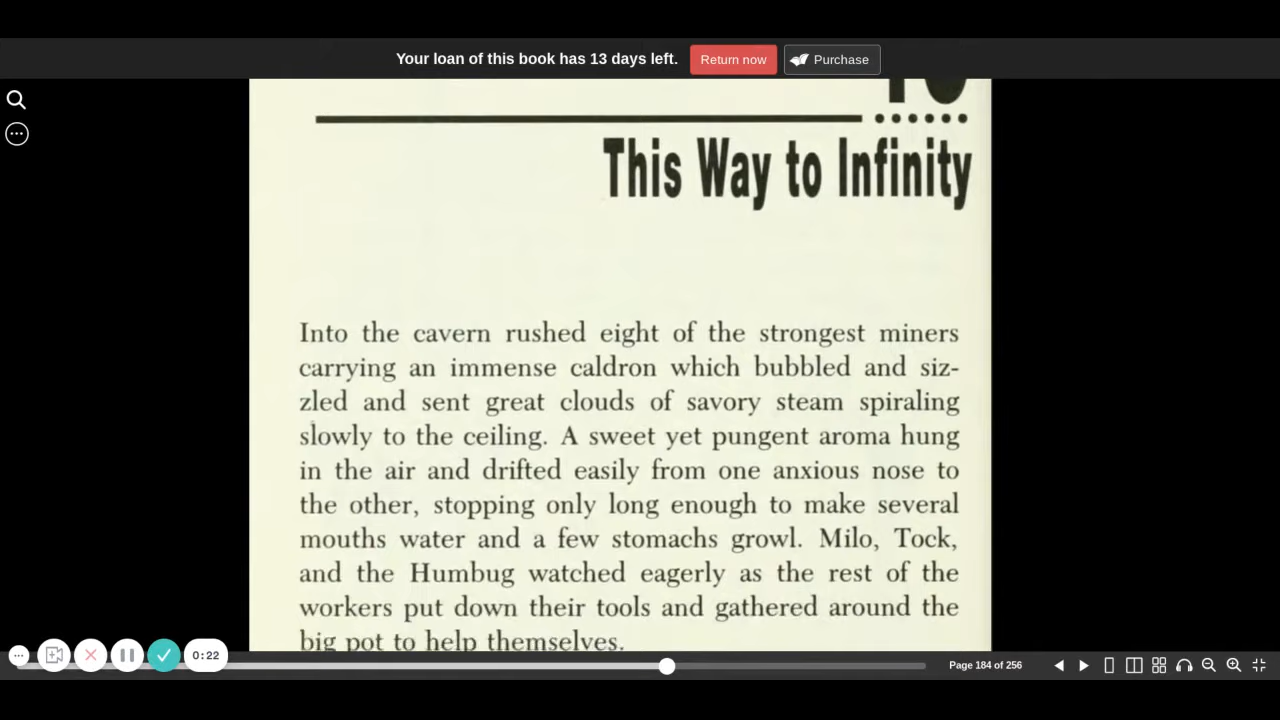 Your loan of this book has 13 days left. Return now Purchase
This Way to Infinity
Into the cavern rushed eight of the strongest miners
carrying an immense caldron which bubbled and siz-
zled and sent great clouds of savory steam spiraling
slowly to the ceiling. A sweet yet pungent aroma hung
in the air and drifted easily from one anxious nose to
the other, stopping only long enough to make several
mouths water and a few stomachs growl. Milo, Tock,
and the Humbug watched eagerly as the rest of the
workers put down their tools and gathered around the
big pot to help themselves.
0:22
Page 184 of 256